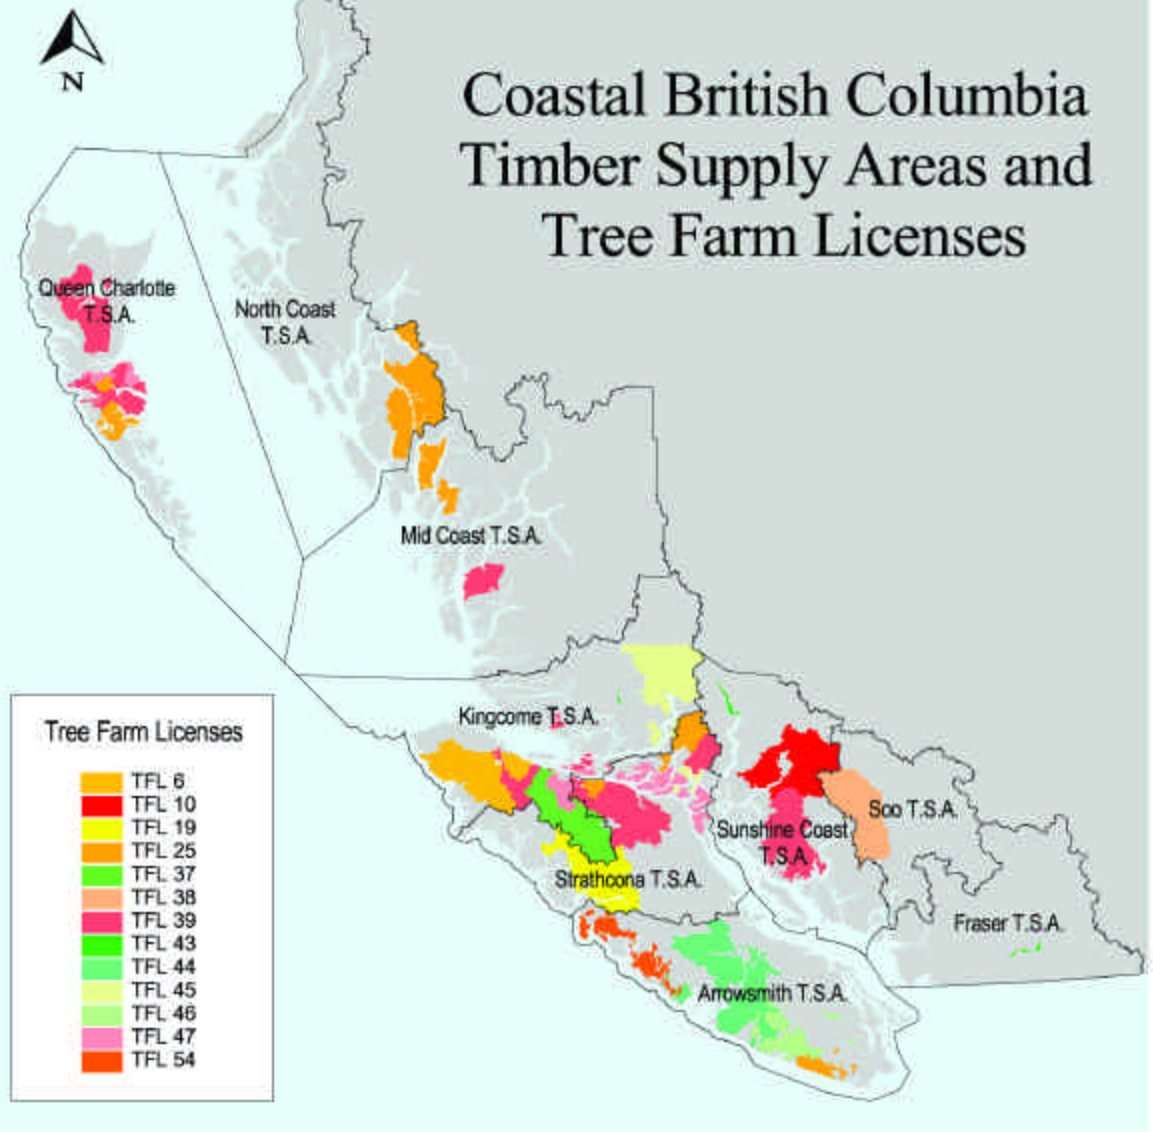 Coastal British Columbia
Timber Supply Areas and
Tree Farm Licenses
N
Queen Charlotte
T.S.A.
North Coast
T.S.A.
Mid Coast T.S.A.
Kingcome T.S.A.
Soo T.S.A.
Sunshine Coast
T.S.A.
Strathcona T.S.A.
Fraser T.S.A.
Arrowsmith T.S.A.
Tree Farm Licenses
TFL 6
TFL 10
TFL 19
TFL 25
TFL 37
TFL 38
TFL 39
TFL 43
TFL 44
TFL 45
TFL 46
TFL 47
TFL 54